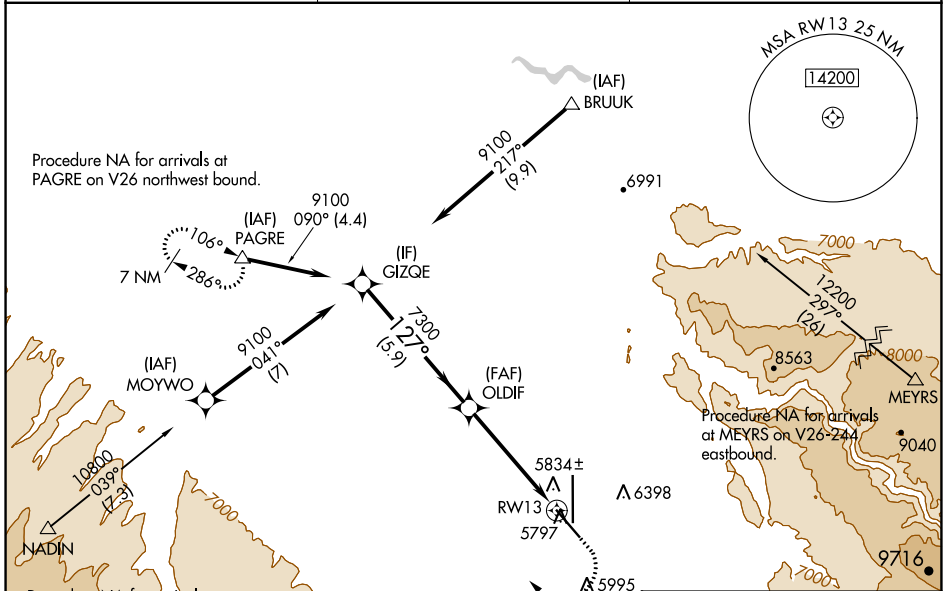 MSA RW13 25 NM
14200
(IAF)
BRUUK
9100
217°
(9.9)
6991
Procedure NA for arrivals at
PAGRE on V26 northwest bound.
9100
090° (4.4)
(IAF)
PAGRE
106°
286°
7 NM
(IF)
GIZQE
7000
12200
297°
(26)
7300
127°
(5.9)
9100
041°
(7)
(IAF)
MOYWO
8563
8000
MEYRS
(FAF)
OLDIF
Procedure NA for arrivals
at MEYRS on V26-244
eastbound.
9040
10800
039°
(7.3)
NADIN
7000
5834±
6398
RW13
5797
9716
7000
5995